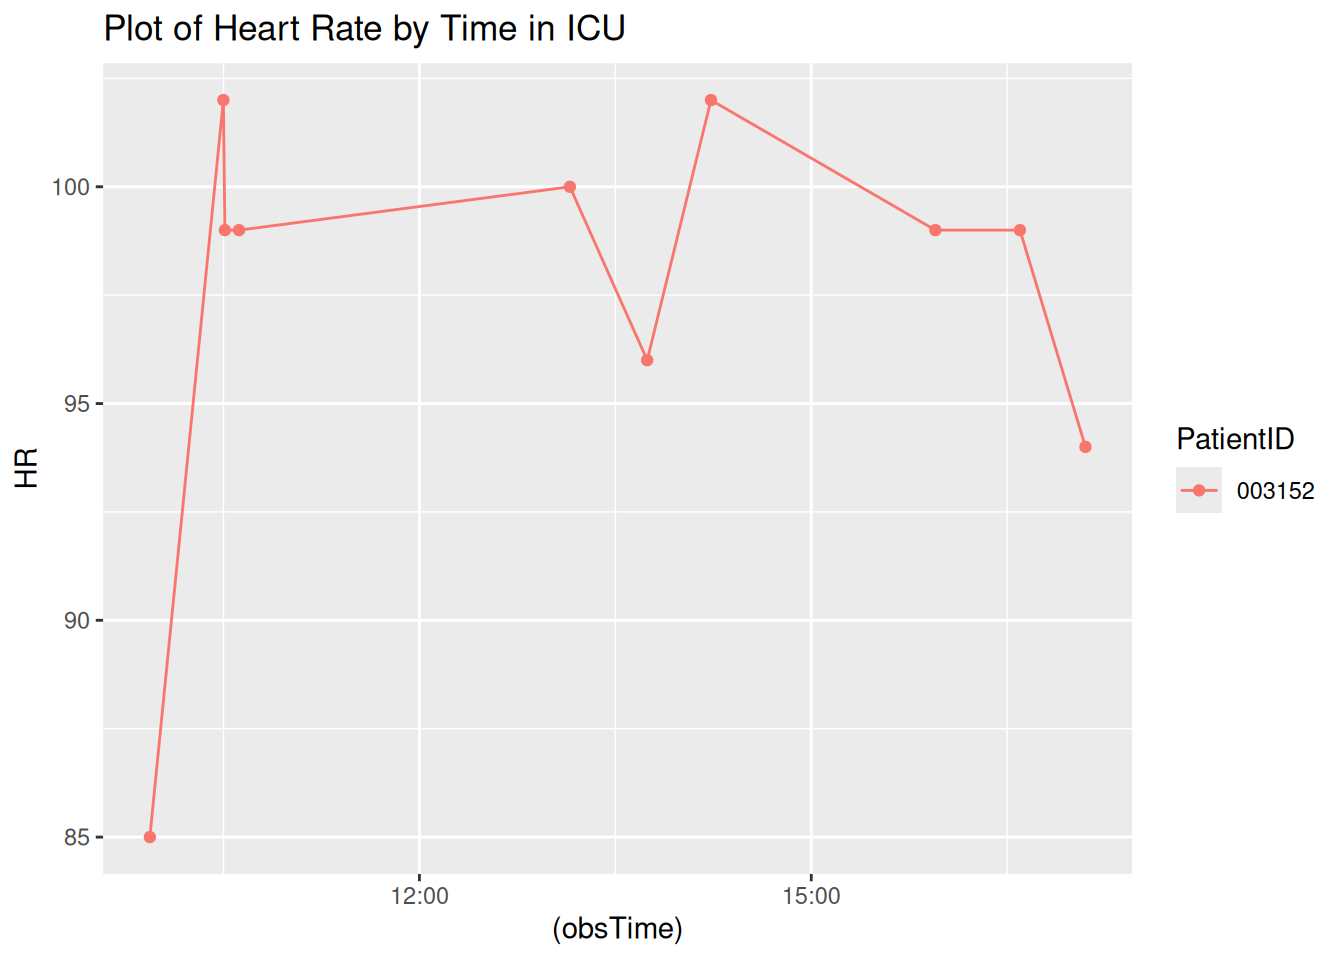 Plot of Heart Rate by Time in ICU
HR
100
95
90
85
12:00
15:00
(obsTime)
PatientID
003152